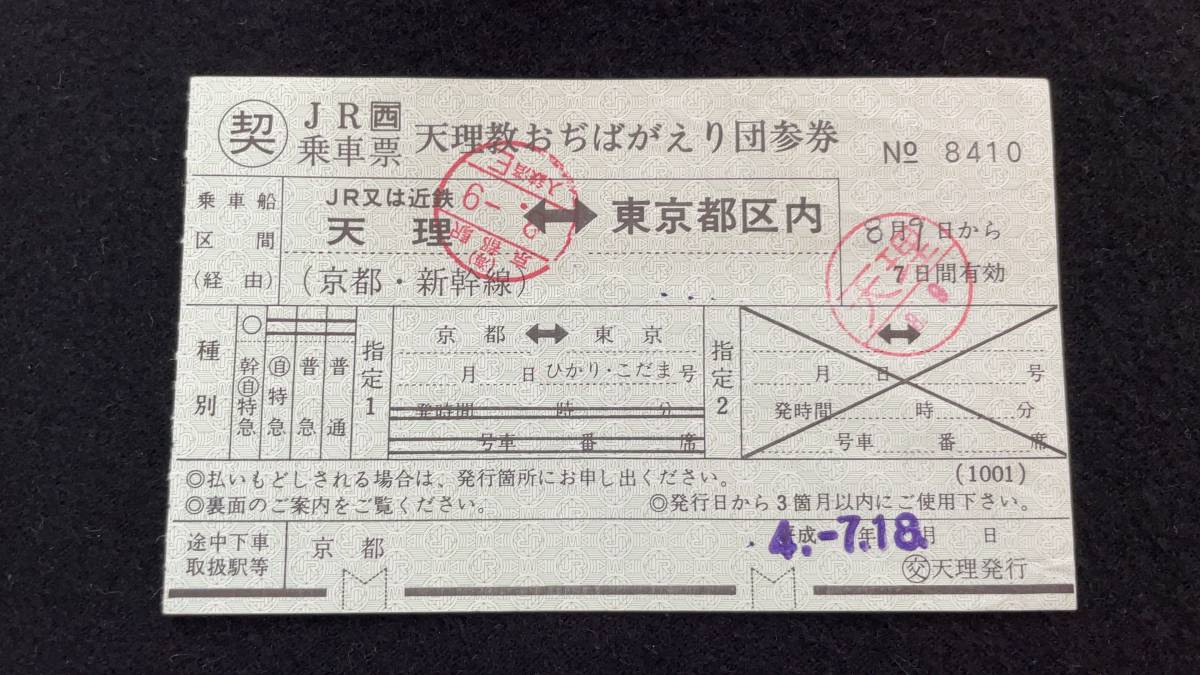 契 JR西 天理教おぢばがえり団参券 № 8410
乗車票
乗車船 JR又は近鉄
区間 天理 ↔ 東京都区内 8月9日から
(経由) (京都・新幹線) 7日間有効
種別 ○
幹自特急
自特急
普急
普通
指定1 京都 ↔ 東京
月 日 ひかり・こだま 号
発時間 時 分
号車 番 席
指定2 ↔
月 日 号
発時間 時 分
号車 番 席
◎払いもどしされる場合は、発行箇所にお申し出ください。 (1001)
◎裏面のご案内をご覧ください。 ◎発行日から3箇月以内にご使用下さい。
途中下車 京都 平成 年 月 日
取扱駅等 4.-7.18.
交天理発行
京都駅
天理